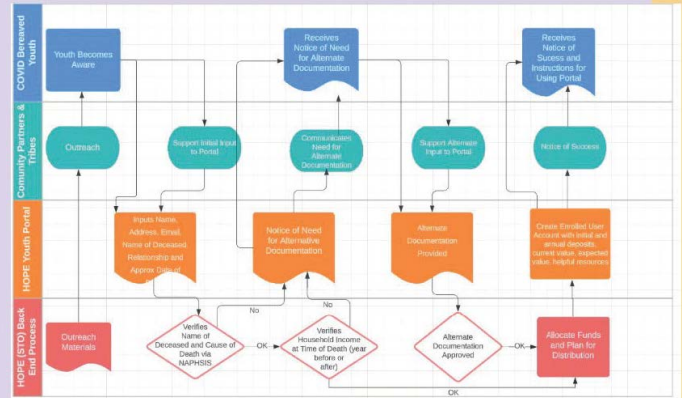 COVID Bereaved
Youth
Youth Becomes
Aware
Receives
Notice of Need
for Alternate
Documentation
Receives
Notice of
Sucess and
Instructions for
Using Portal
Comunity Partners &
Tribes
Outreach
Support Initial Input
to Portal
Communicates
Need for
Alternate
Documentation
Support Alternate
Input to Portal
Notice of Success
HOPE Youth Portal
Inputs Name,
Address, Email,
Name of Deceased,
Relationship and
Approx Date of
Notice of Need
for Alternative
Documentation
Alternate
Documentation
Provided
Create Enrolled User
Account with initial and
annual deposits,
current value, expected
value, helpful resources
HOPE (STO) Back
End Process
Outreach
Materials
Verifies
Name of
Deceased and Cause of
Death via
NAPHSIS
No
OK
Verifies
Household Income
at Time of Death (year
before or
after)
No
OK
Alternate
Documentation
Approved
OK
Allocate Funds
and Plan for
Distribution